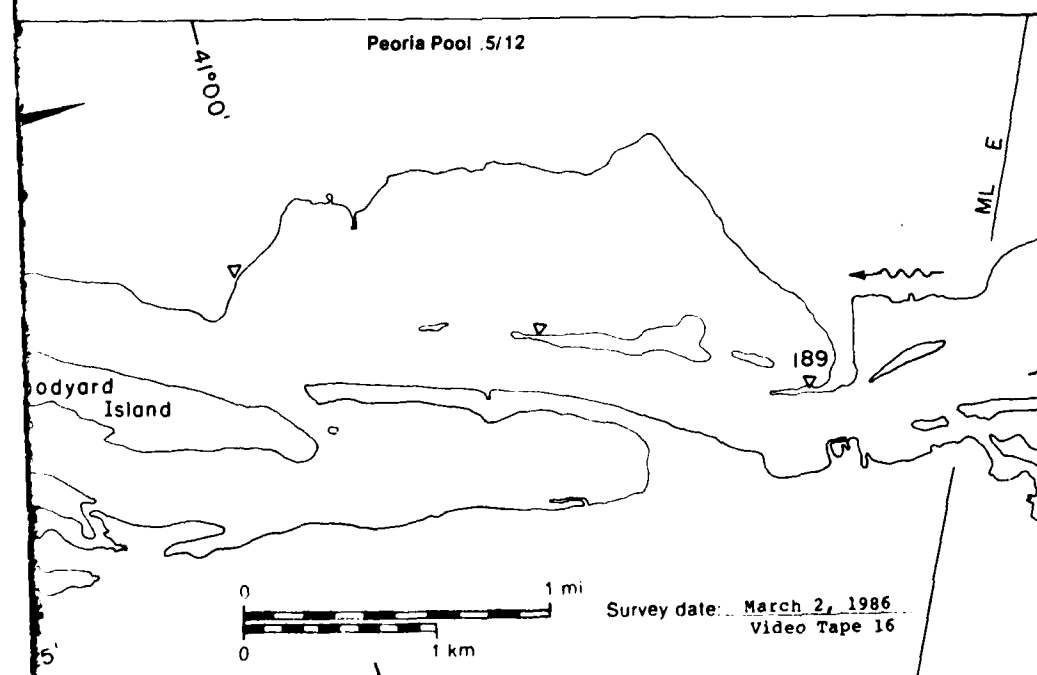 Peoria Pool 5/12
41°00'
ML E
189
odyard
Island
0
1 mi
0
1 km
Survey date: March 2, 1986
Video Tape 16
5'